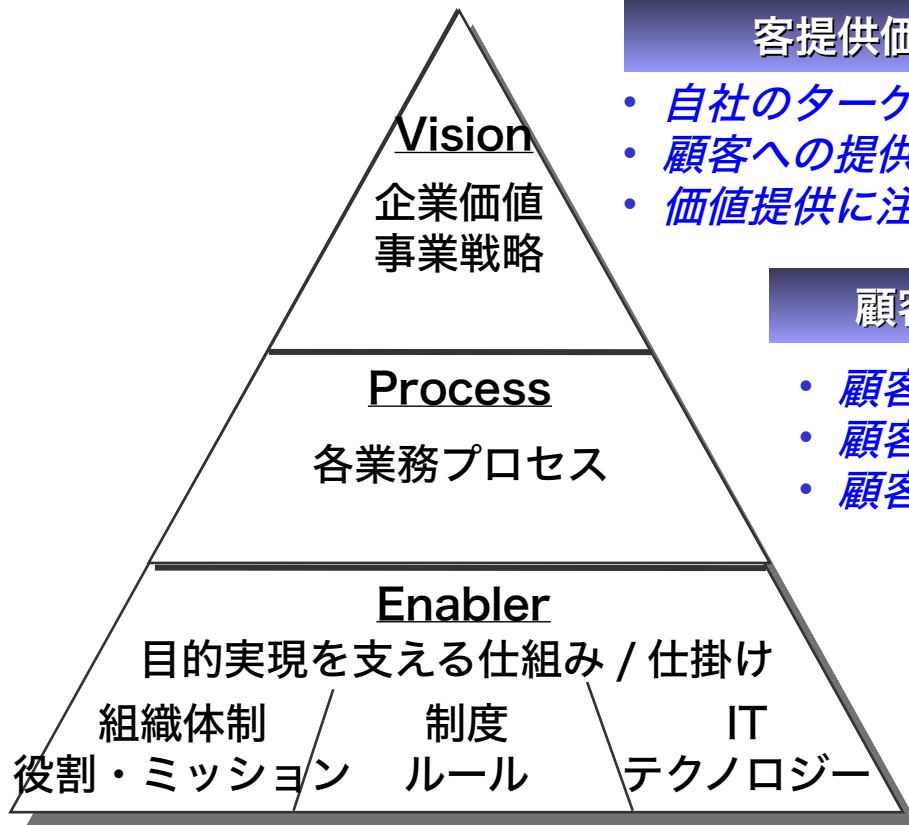 Vision
企業価値
事業戦略
Process
各業務プロセス
Enabler
目的実現を支える仕組み / 仕掛け
組織体制 制度 IT
役割・ミッション ルール テクノロジー
客提供価
• 自社のターゲ
• 顧客への提供
• 価値提供に注
顧客
• 顧客
• 顧客
• 顧客